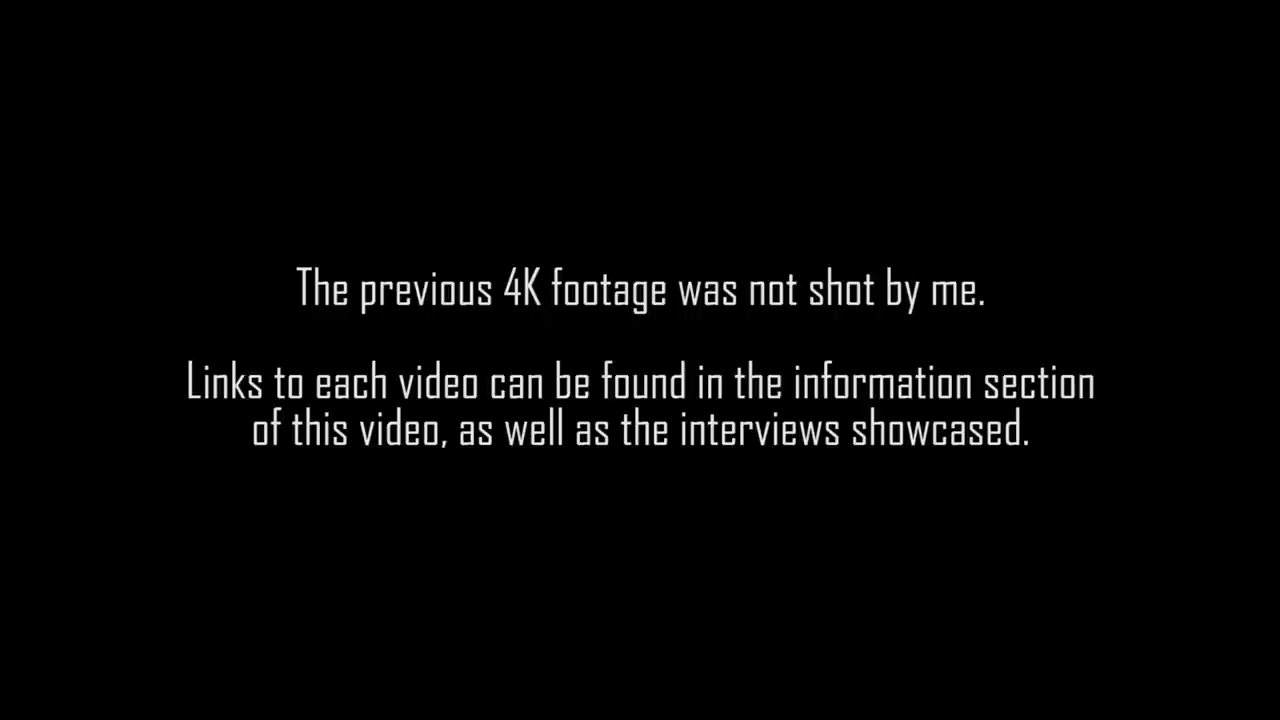 The previous 4K footage was not shot by me.
Links to each video can be found in the information section
of this video, as well as the interviews showcased.